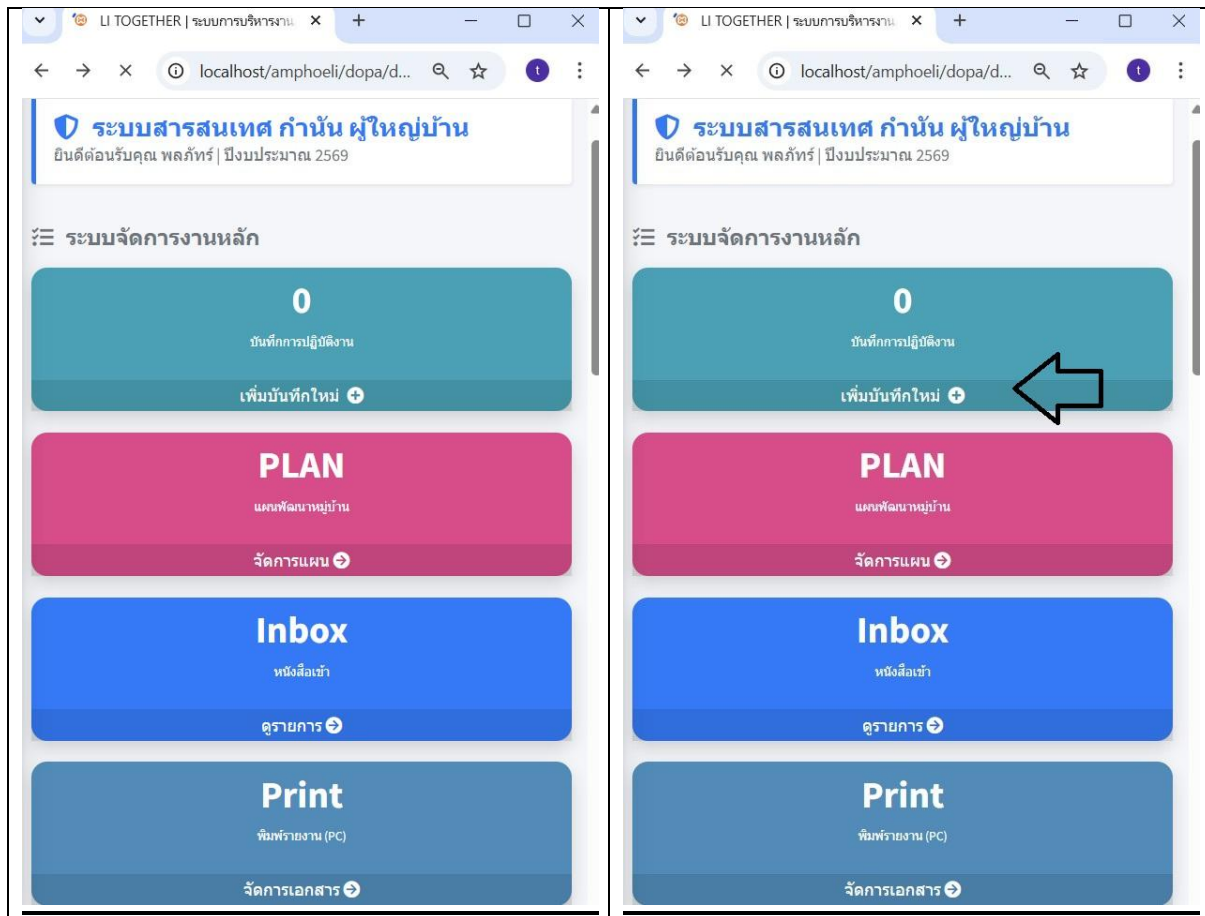 LI TOGETHER | ระบบการบริหารงาน
localhost/amphoeli/dopa/d...
t
ระบบสารสนเทศ กำนัน ผู้ใหญ่บ้าน
ยินดีต้อนรับคุณ พลภัทร์ | ปีงบประมาณ 2569
ระบบจัดการงานหลัก
0
บันทึกการปฏิบัติงาน
เพิ่มบันทึกใหม่
PLAN
แผนพัฒนาหมู่บ้าน
จัดการแผน
Inbox
หนังสือเข้า
ดูรายการ
Print
พิมพ์รายงาน (PC)
จัดการเอกสาร
LI TOGETHER | ระบบการบริหารงาน
localhost/amphoeli/dopa/d...
t
ระบบสารสนเทศ กำนัน ผู้ใหญ่บ้าน
ยินดีต้อนรับคุณ พลภัทร์ | ปีงบประมาณ 2569
ระบบจัดการงานหลัก
0
บันทึกการปฏิบัติงาน
เพิ่มบันทึกใหม่
PLAN
แผนพัฒนาหมู่บ้าน
จัดการแผน
Inbox
หนังสือเข้า
ดูรายการ
Print
พิมพ์รายงาน (PC)
จัดการเอกสาร